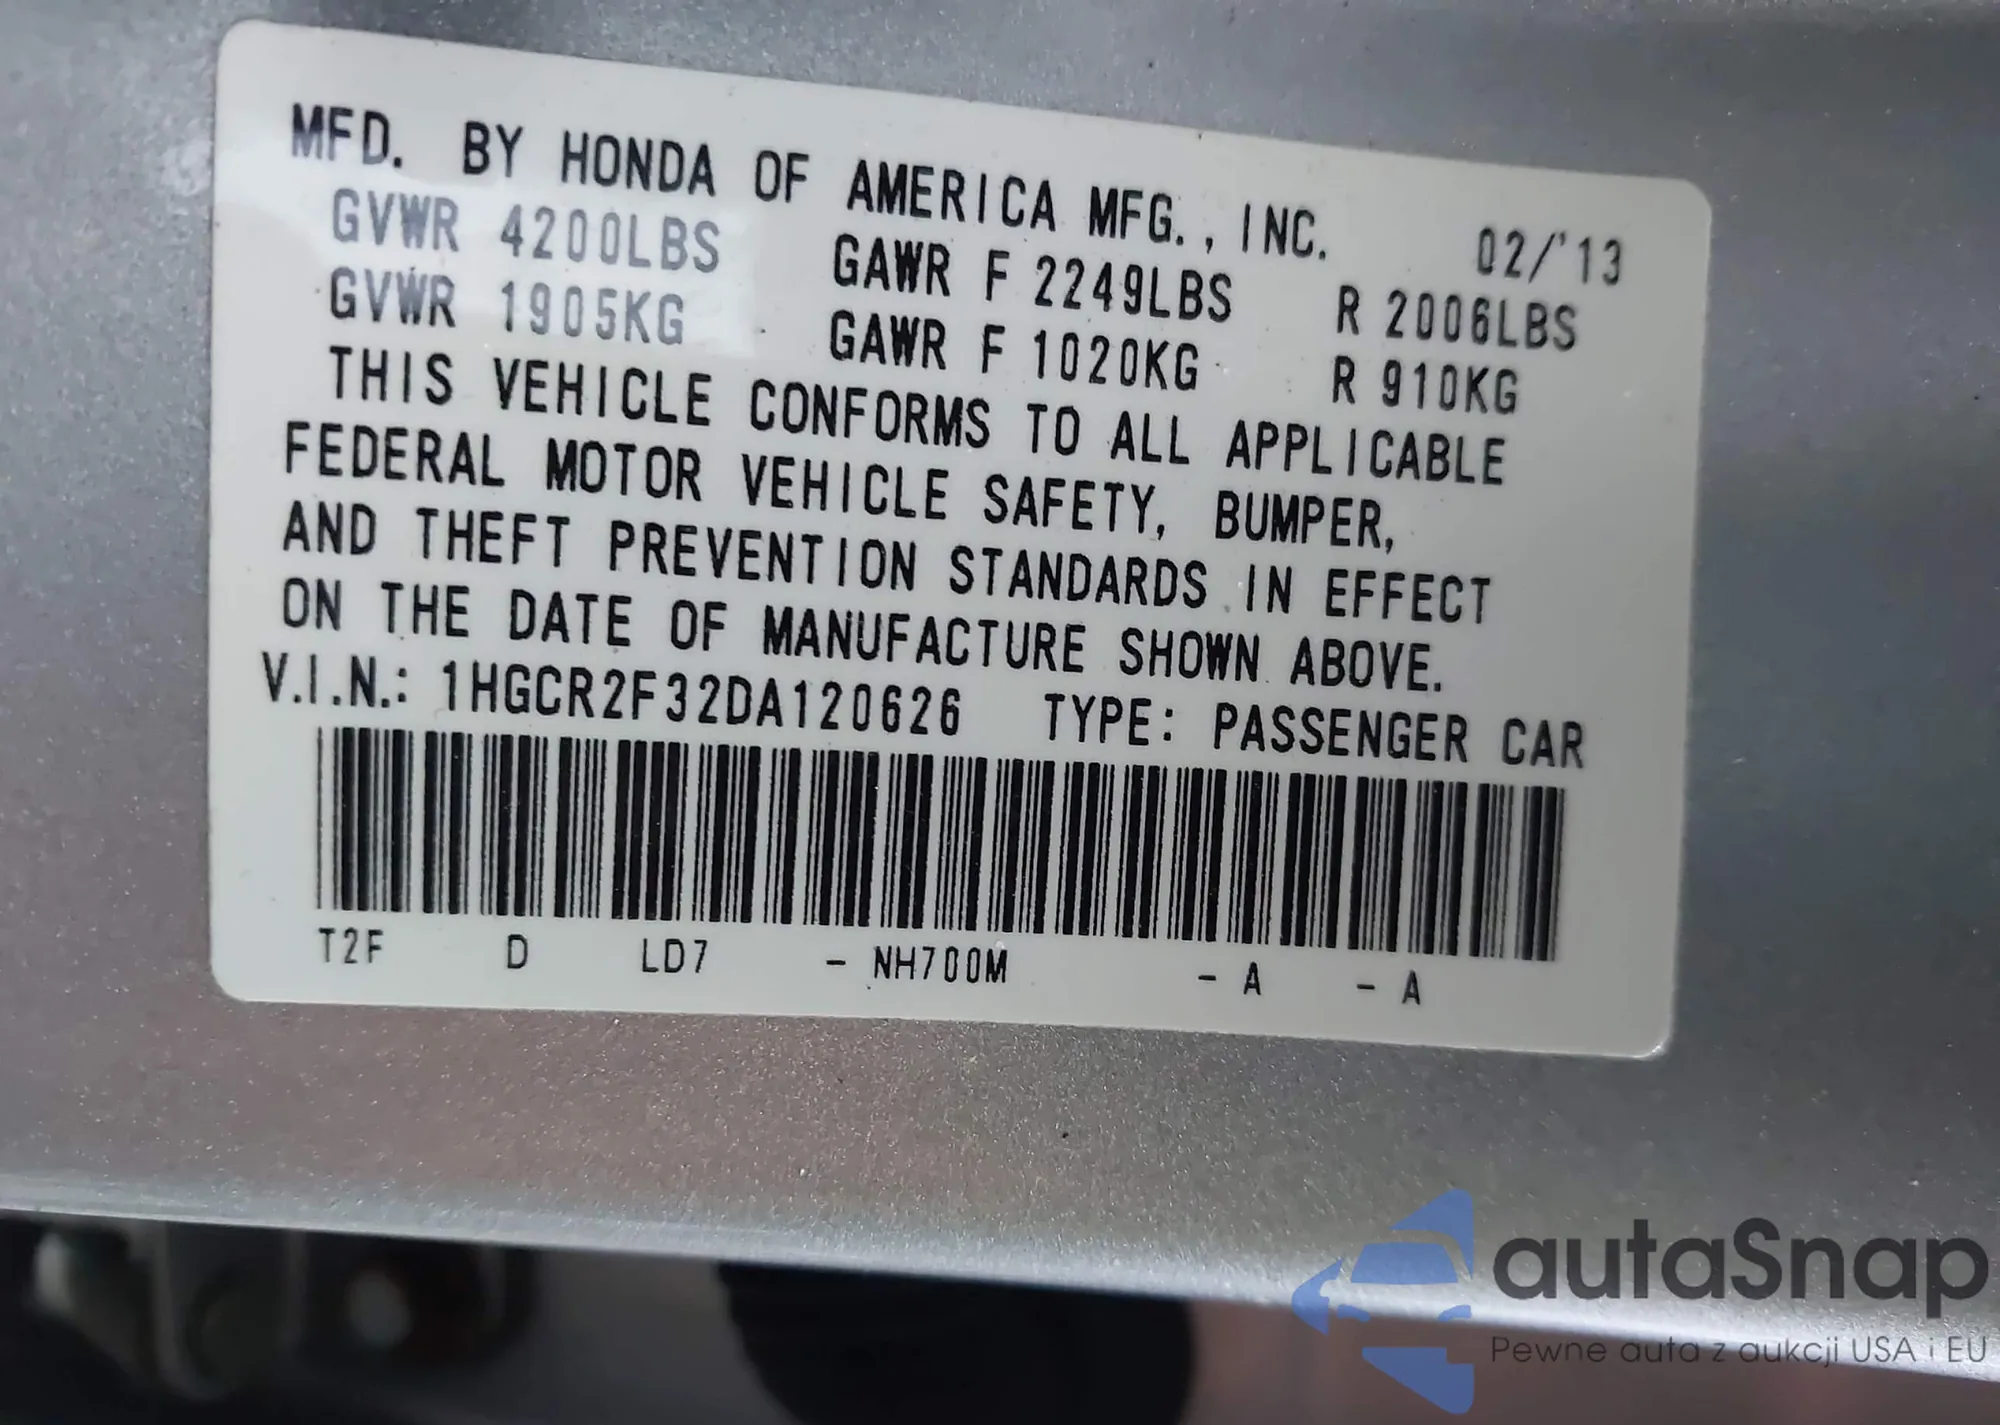 MFD. BY HONDA OF AMERICA MFG., INC. 02/'13
GVWR 4200LBS GAWR F 2249LBS R 2006LBS
GVWR 1905KG GAWR F 1020KG R 910KG
THIS VEHICLE CONFORMS TO ALL APPLICABLE
FEDERAL MOTOR VEHICLE SAFETY, BUMPER,
AND THEFT PREVENTION STANDARDS IN EFFECT
ON THE DATE OF MANUFACTURE SHOWN ABOVE.
V.I.N.: 1HGCR2F32DA120626 TYPE: PASSENGER CAR
T2F D LD7 - NH700M - A - A
autaSnap
Pewne auta z aukcji USA i EU